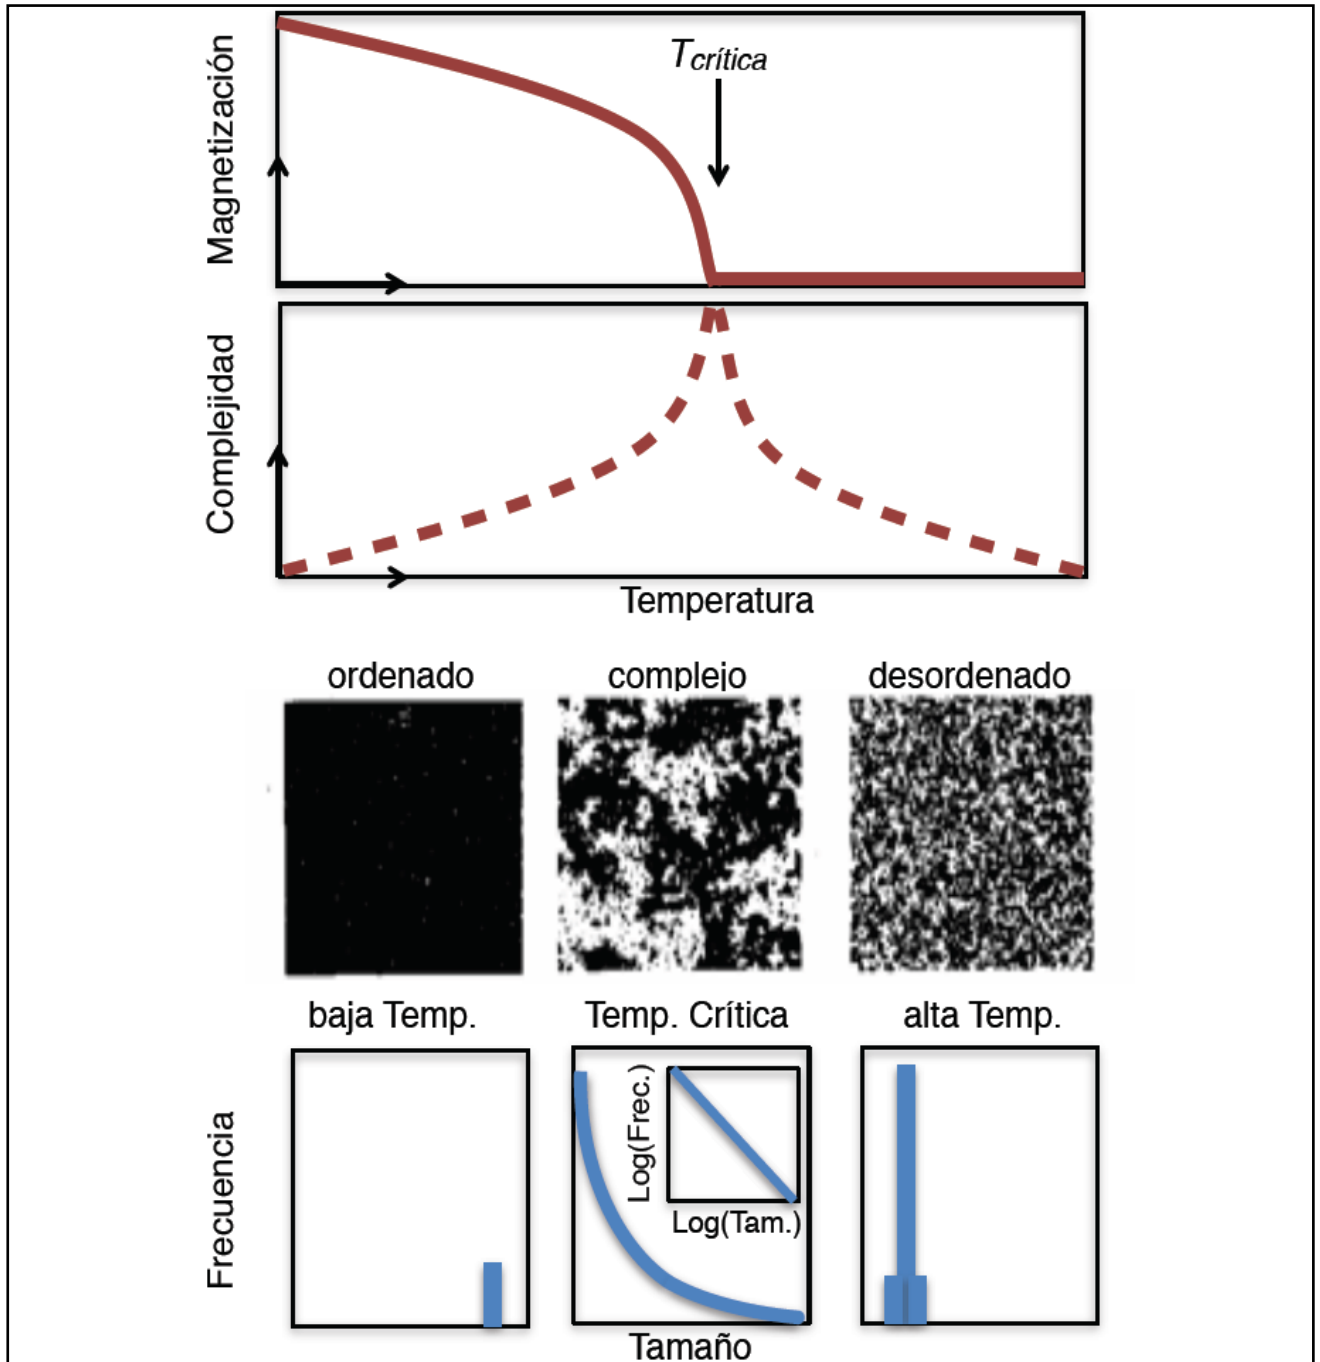 Magnetización
Tcrítica
Complejidad
Temperatura
ordenado
complejo
desordenado
baja Temp.
Temp. Crítica
alta Temp.
Frecuencia
Log(Frec.)
Log(Tam.)
Tamaño